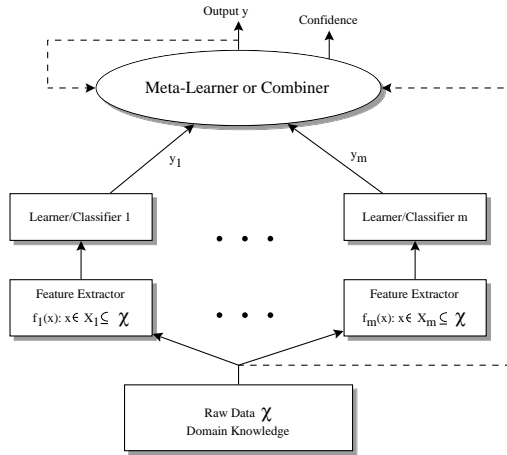 Output y
Confidence
Meta-Learner or Combiner
y1
ym
Learner/Classifier 1
Learner/Classifier m
• • •
Feature Extractor
f1(x): x∈ X1⊆ χ
• • •
Feature Extractor
fm(x): x∈ Xm⊆ χ
Raw Data χ
Domain Knowledge